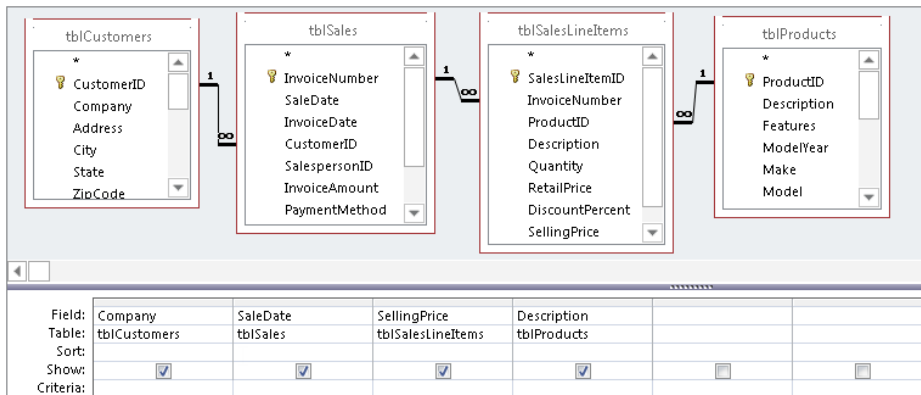 tblCustomers
*
CustomerID
Company
Address
City
State
ZipCode
1
∞
tblSales
*
InvoiceNumber
SaleDate
InvoiceDate
CustomerID
SalespersonID
InvoiceAmount
PaymentMethod
1
∞
tblSalesLineItems
*
SalesLineItemID
InvoiceNumber
ProductID
Description
Quantity
RetailPrice
DiscountPercent
SellingPrice
1
∞
tblProducts
*
ProductID
Description
Features
ModelYear
Make
Model
Field: Company SaleDate SellingPrice Description
Table: tblCustomers tblSales tblSalesLineItems tblProducts
Sort:
Show:
Criteria: